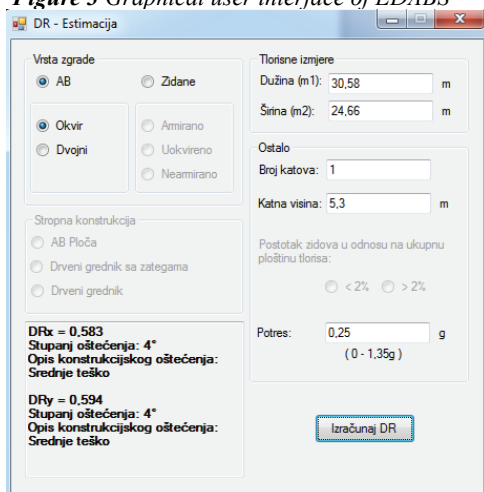 Figure 3 Graphical user interface of EDABS
DR - Estimacija
Vrsta zgrade
AB
Zidane
Okvir
Dvojni
Armirano
Uokvireno
Nearmirano
Stropna konstrukcija
AB Ploča
Drveni grednik sa zategama
Drveni grednik
DRx = 0,583
Stupanj oštećenja: 4°
Opis konstrukcijskog oštećenja:
Srednje teško
DRy = 0,594
Stupanj oštećenja: 4°
Opis konstrukcijskog oštećenja:
Srednje teško
Tlorisne izmjere
Dužina (m1): 30,58 m
Širina (m2): 24,66 m
Ostalo
Broj katova: 1
Katna visina: 5,3 m
Postotak zidova u odnosu na ukupnu
ploštinu tlorisa:
< 2% > 2%
Potres: 0,25 g
( 0 - 1,35g )
Izračunaj DR